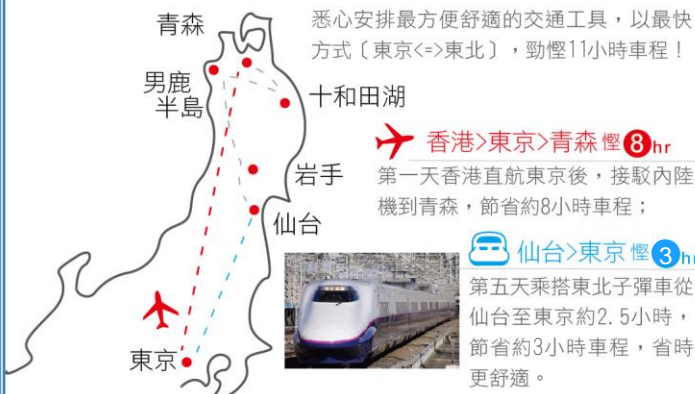 青森
悉心安排最方便舒適的交通工具，以最快
方式〔東京<=>東北〕，勁慳11小時車程！
男鹿
半島
十和田湖
香港>東京>青森慳8hr
第一天香港直航東京後，接駁內陸
機到青森，節省約8小時車程；
岩手
仙台
仙台>東京慳3hr
第五天乘搭東北子彈車從
仙台至東京約2.5小時，
節省約3小時車程，省時
更舒適。
東京